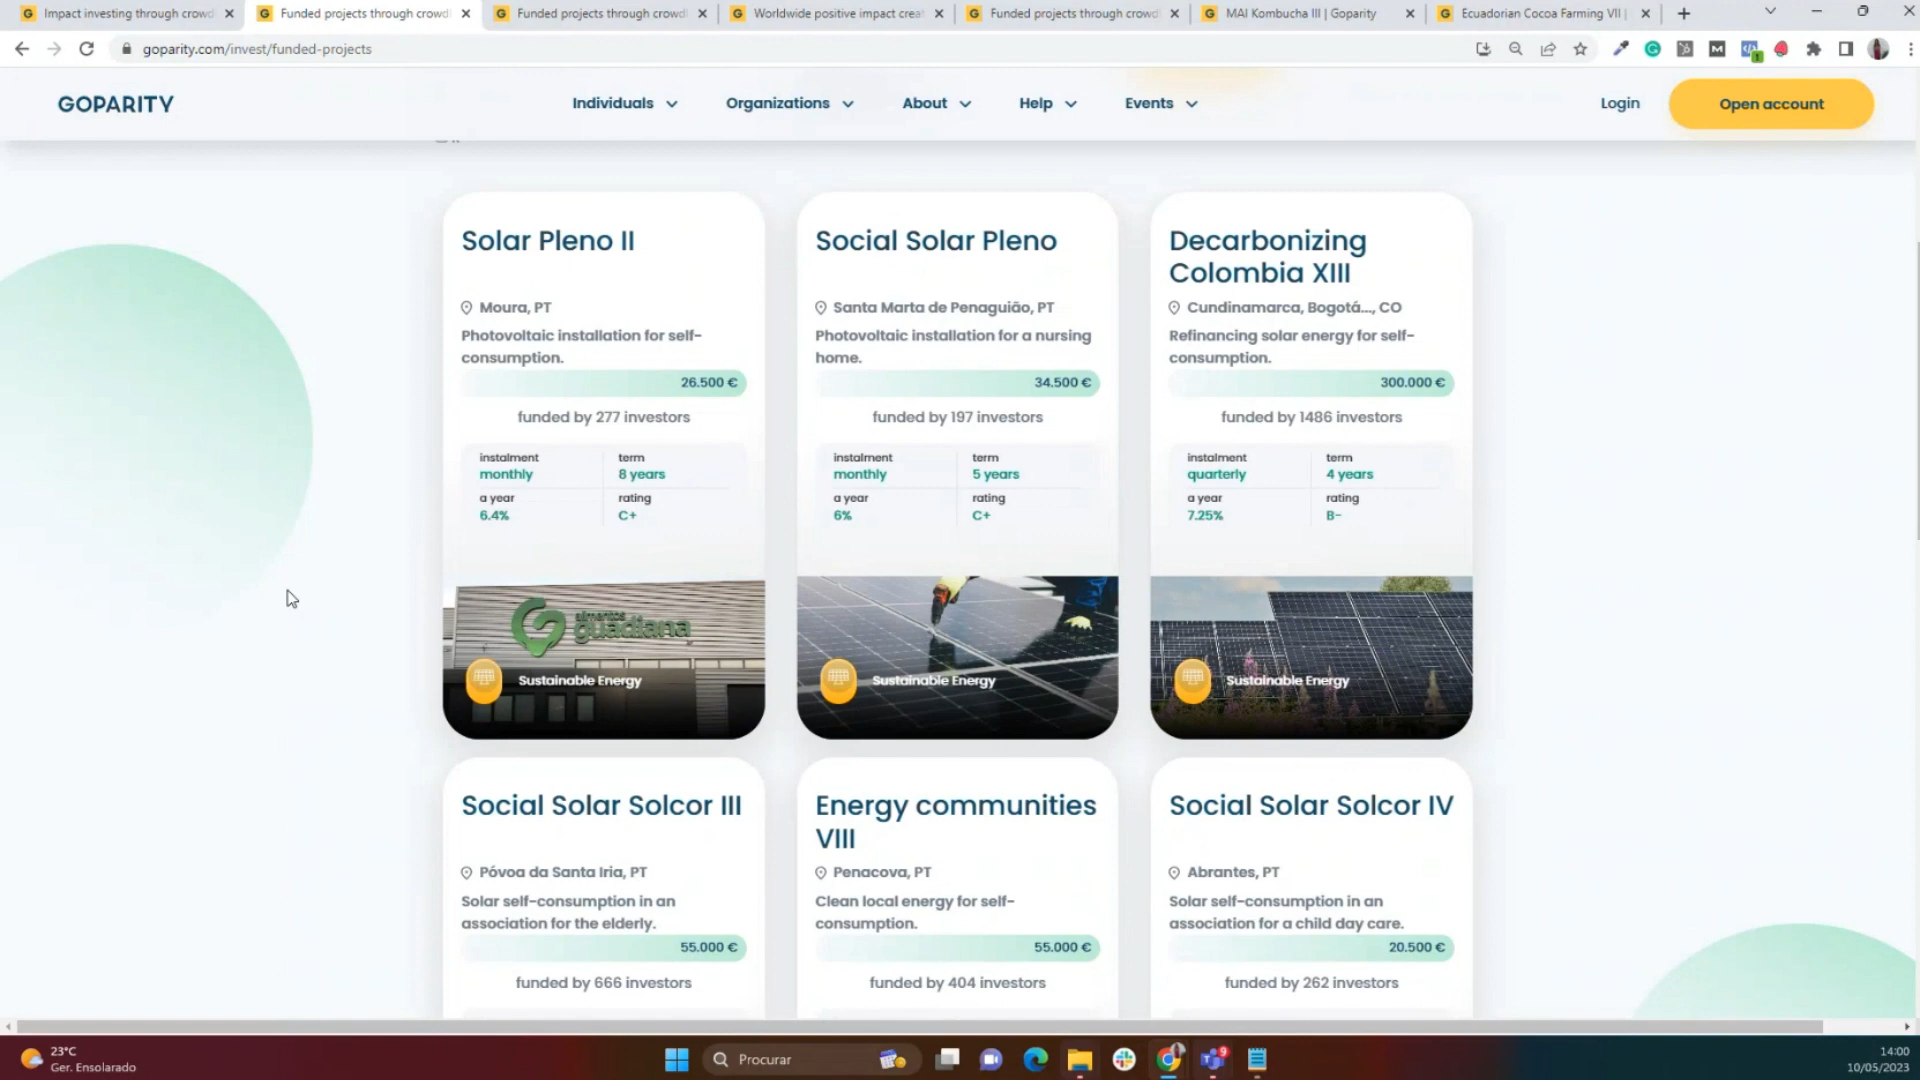 Impact investing through crowd
Funded projects through crowdl
Funded projects through crowdl
Worldwide positive impact crea
Funded projects through crowd
MAI Kombucha III | Goparity
Ecuadorian Cocoa Farming VII |
goparity.com/invest/funded-projects
GOPARITY
Individuals
Organizations
About
Help
Events
Login
Open account
Solar Pleno II
Moura, PT
Photovoltaic installation for self-
consumption.
26.500 €
funded by 277 investors
instalment
term
monthly
8 years
a year
rating
6.4%
C+
alimentos
guadiana
Sustainable Energy
Social Solar Pleno
Santa Marta de Penaguião, PT
Photovoltaic installation for a nursing
home.
34.500 €
funded by 197 investors
instalment
term
monthly
5 years
a year
rating
6%
C+
Sustainable Energy
Decarbonizing
Colombia XIII
Cundinamarca, Bogotá..., CO
Refinancing solar energy for self-
consumption.
300.000 €
funded by 1486 investors
instalment
term
quarterly
4 years
a year
rating
7.25%
B-
Sustainable Energy
Social Solar Solcor III
Póvoa da Santa Iria, PT
Solar self-consumption in an
association for the elderly.
55.000 €
funded by 666 investors
Energy communities
VIII
Penacova, PT
Clean local energy for self-
consumption.
55.000 €
funded by 404 investors
Social Solar Solcor IV
Abrantes, PT
Solar self-consumption in an
association for a child day care.
20.500 €
funded by 262 investors
23°C
Ger. Ensolarado
Procurar
9
14:00
10/05/2023